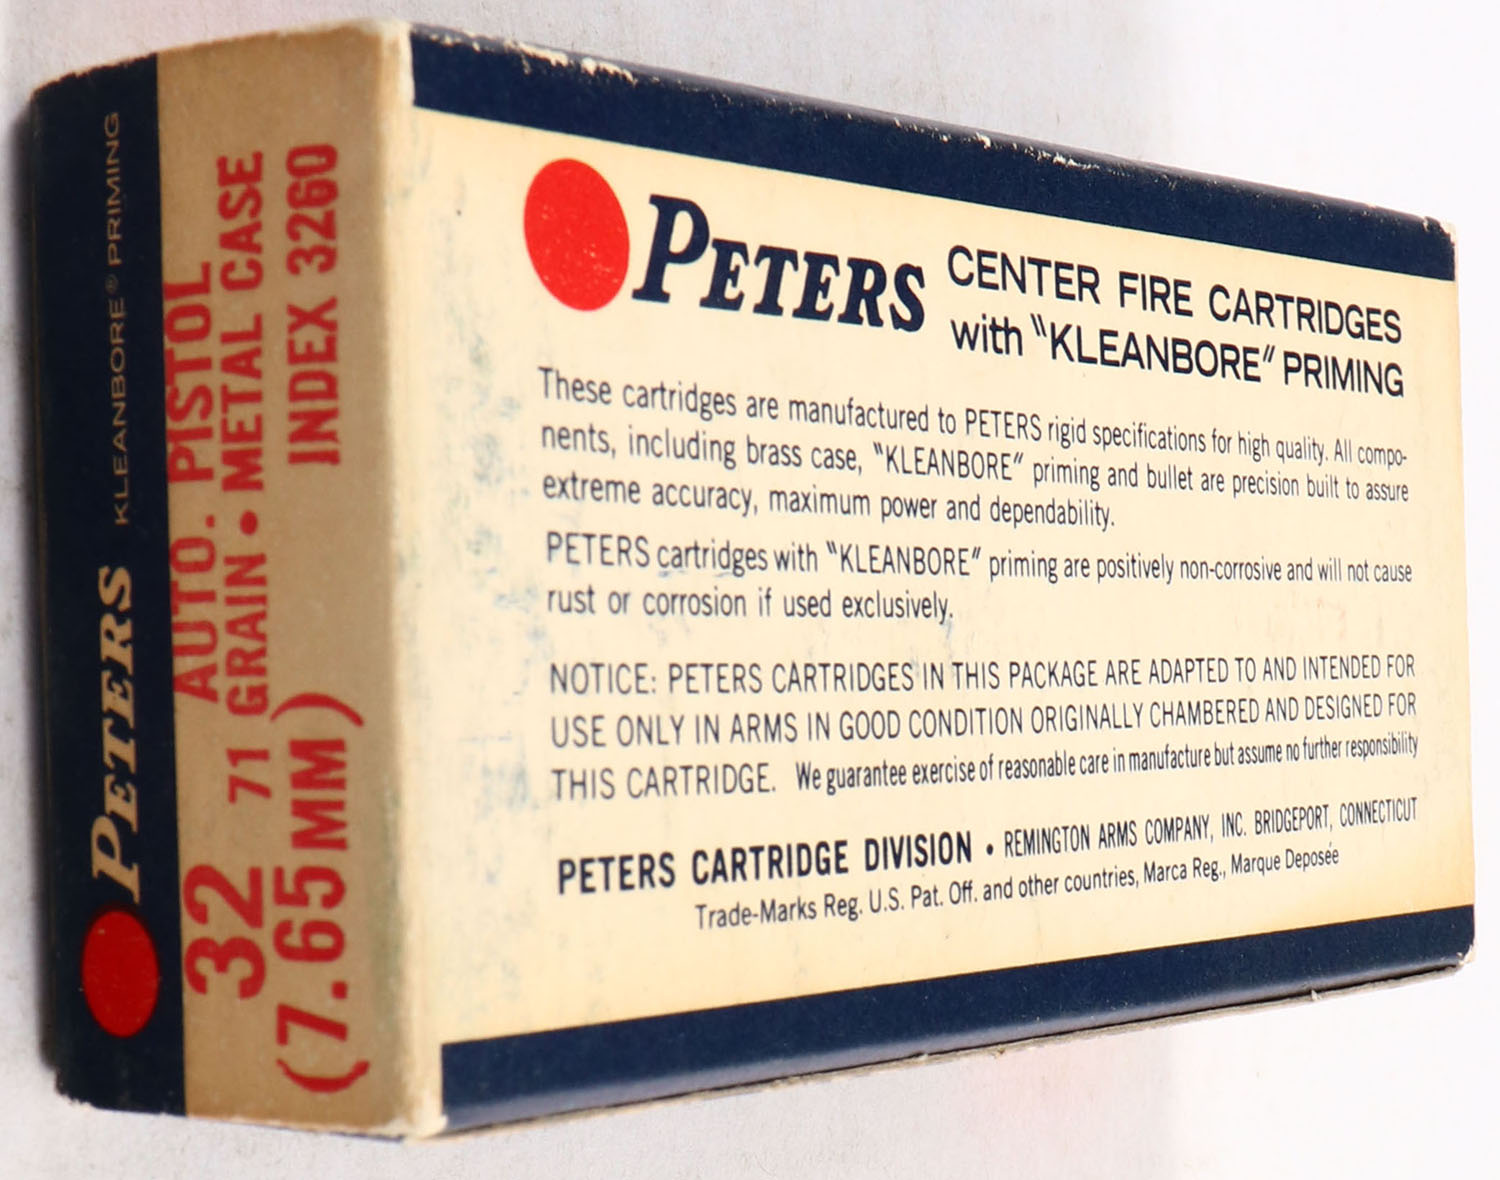 PETERS KLEANBORE® PRIMING
32 AUTO. PISTOL
71 GRAIN • METAL CASE
(7.65MM) INDEX 3260
PETERS CENTER FIRE CARTRIDGES
with "KLEANBORE" PRIMING
These cartridges are manufactured to PETERS rigid specifications for high quality. All compo-
nents, including brass case, "KLEANBORE" priming and bullet are precision built to assure
extreme accuracy, maximum power and dependability.
PETERS cartridges with "KLEANBORE" priming are positively non-corrosive and will not cause
rust or corrosion if used exclusively.
NOTICE: PETERS CARTRIDGES IN THIS PACKAGE ARE ADAPTED TO AND INTENDED FOR
USE ONLY IN ARMS IN GOOD CONDITION ORIGINALLY CHAMBERED AND DESIGNED FOR
THIS CARTRIDGE. We guarantee exercise of reasonable care in manufacture but assume no further responsibility
PETERS CARTRIDGE DIVISION • REMINGTON ARMS COMPANY, INC. BRIDGEPORT, CONNECTICUT
Trade-Marks Reg. U.S. Pat. Off. and other countries, Marca Reg., Marque Deposée